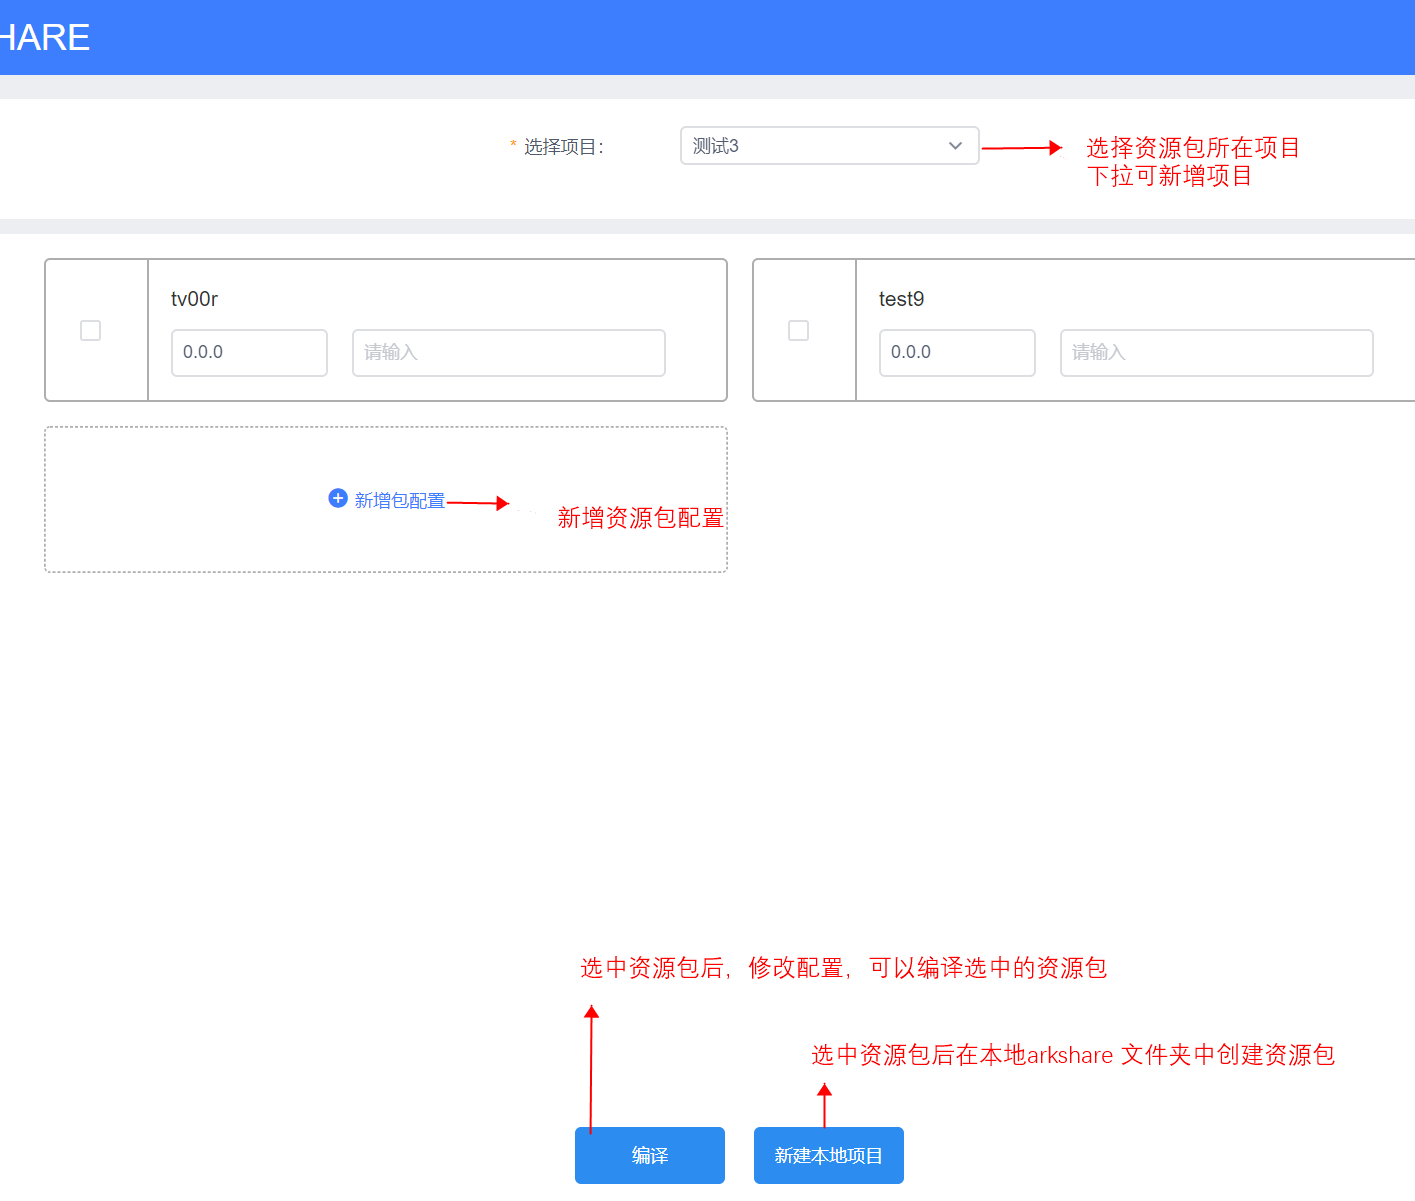 HARE
* 选择项目：
测试3
选择资源包所在项目
下拉可新增项目
tv00r
0.0.0
请输入
test9
0.0.0
请输入
新增包配置
新增资源包配置
选中资源包后，修改配置，可以编译选中的资源包
选中资源包后在本地arkshare 文件夹中创建资源包
编译
新建本地项目